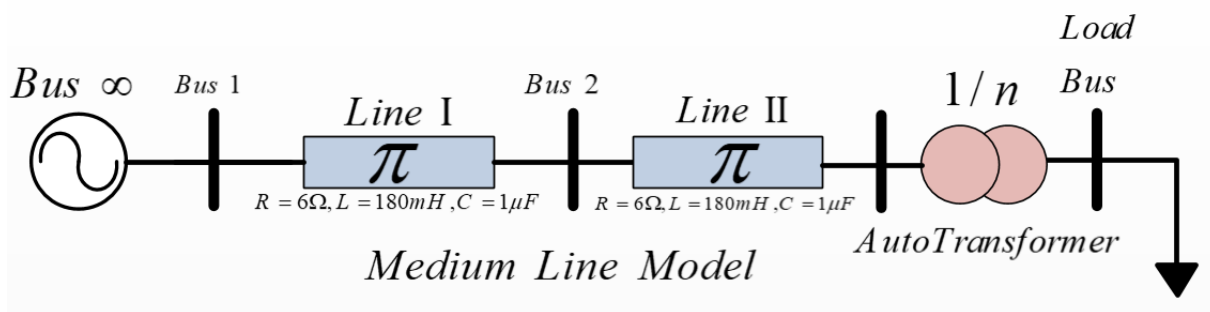 Load
Bus ∞
Bus 1
Bus 2
1/n
Bus
Line I
Line II
π
π
R = 6Ω, L = 180mH , C = 1μF
R = 6Ω, L = 180mH , C = 1μF
AutoTransformer
Medium Line Model